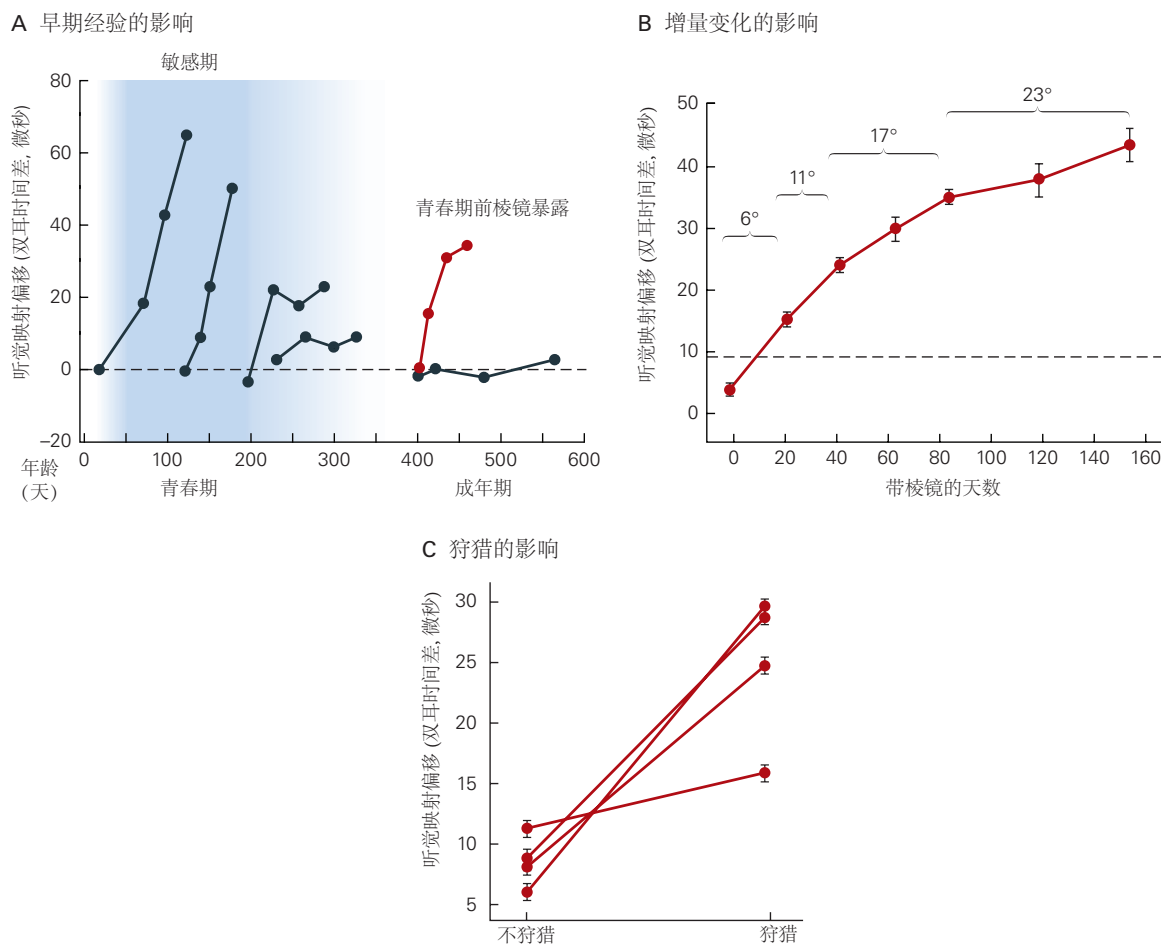 A 早期经验的影响
敏感期
80
60
40
20
0
–20
听觉映射偏移 (双耳时间差, 微秒)
青春期前棱镜暴露
0 100 200 300 400 500 600
年龄
(天)
青春期
成年期
B 增量变化的影响
50
40
30
20
10
0
听觉映射偏移 (双耳时间差, 微秒)
6°
11°
17°
23°
0 20 40 60 80 100 120 140 160
带棱镜的天数
C 狩猎的影响
30
25
20
15
10
5
听觉映射偏移 (双耳时间差, 微秒)
不狩猎 狩猎